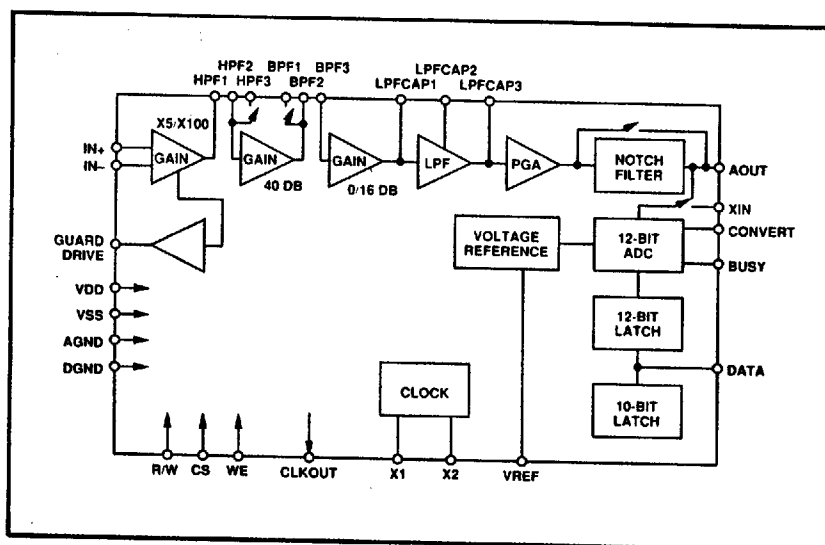 LPFCAP2
HPF2 BPF1 BPF3
HPF1 HPF3 BPF2 LPFCAP1 LPFCAP3
X5/X100
IN+
IN–
GAIN
GAIN
GAIN
LPF
PGA
NOTCH
FILTER
AOUT
40 DB
0/16 DB
XIN
CONVERT
GUARD
DRIVE
VOLTAGE
REFERENCE
12-BIT
ADC
BUSY
VDD
VSS
AGND
DGND
12-BIT
LATCH
CLOCK
DATA
10-BIT
LATCH
R/W CS WE CLKOUT X1 X2 VREF